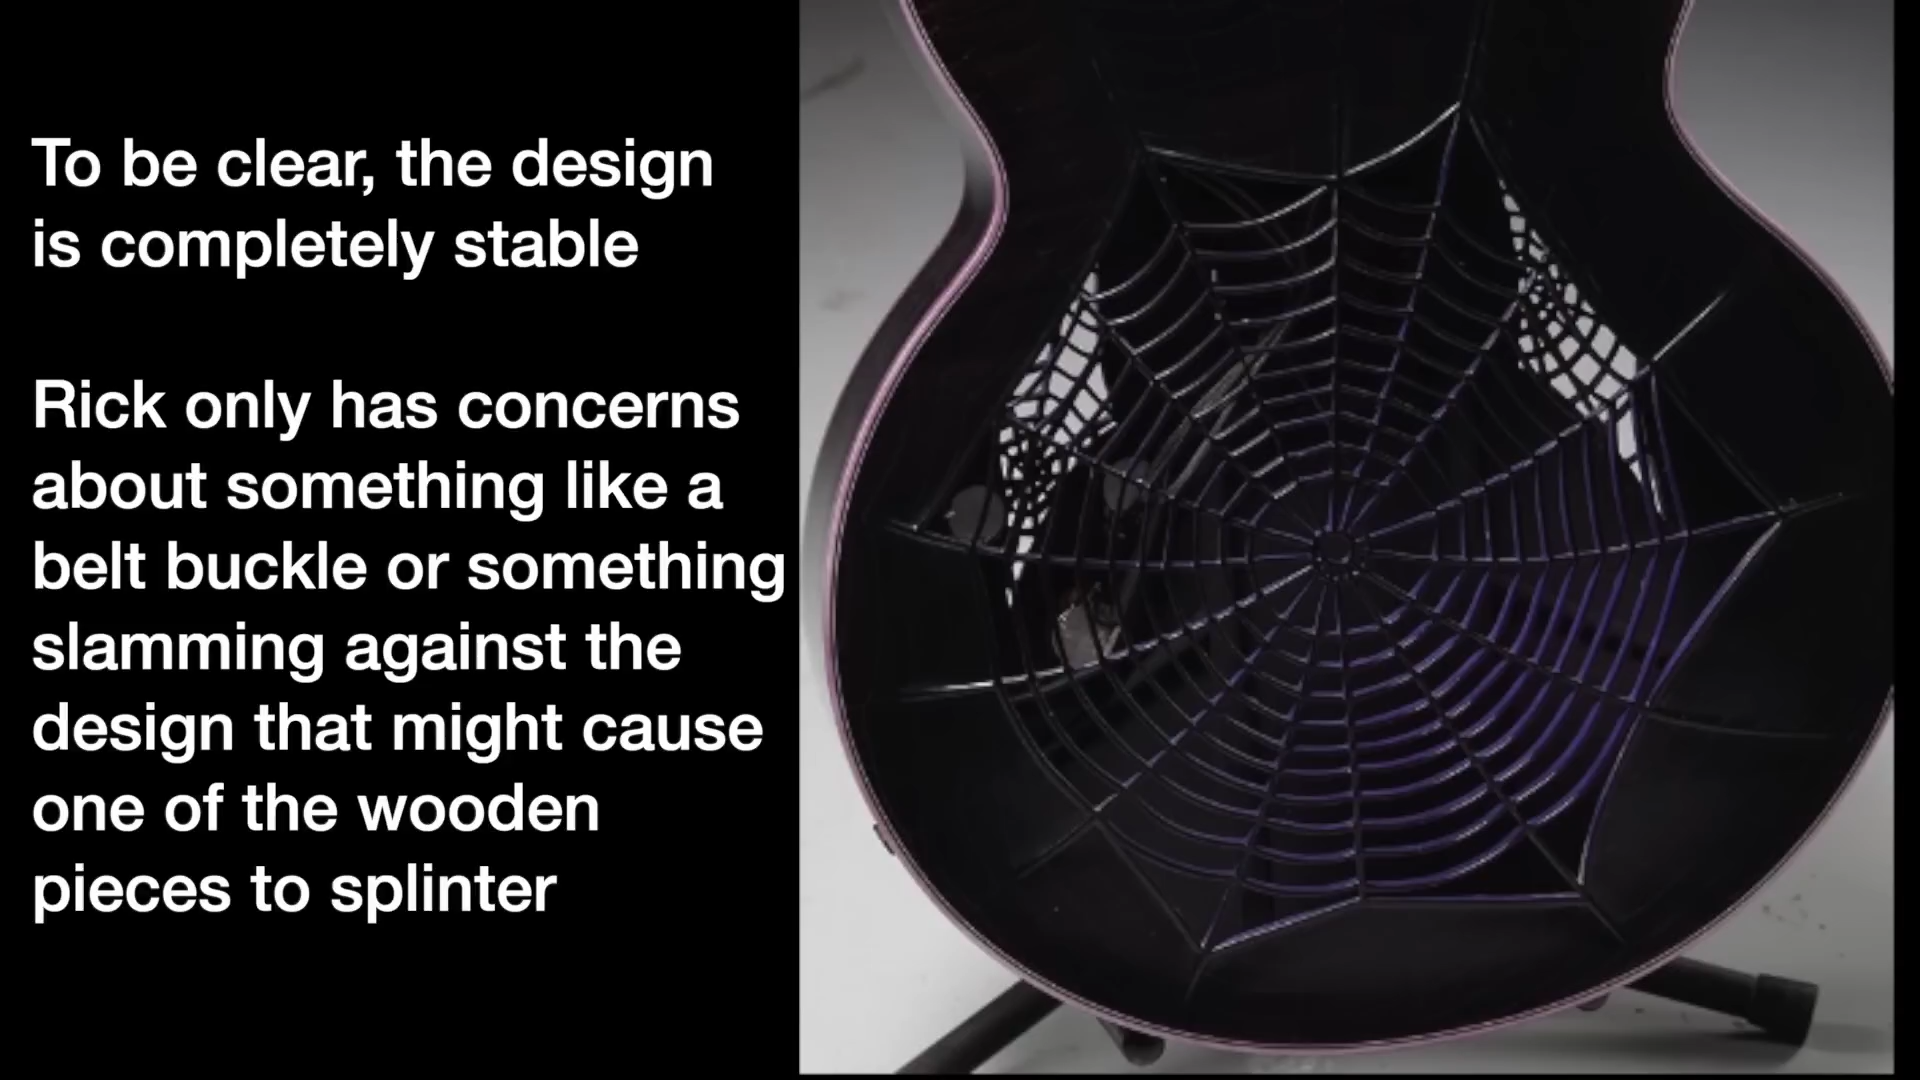 To be clear, the design
is completely stable
Rick only has concerns
about something like a
belt buckle or something
slamming against the
design that might cause
one of the wooden
pieces to splinter